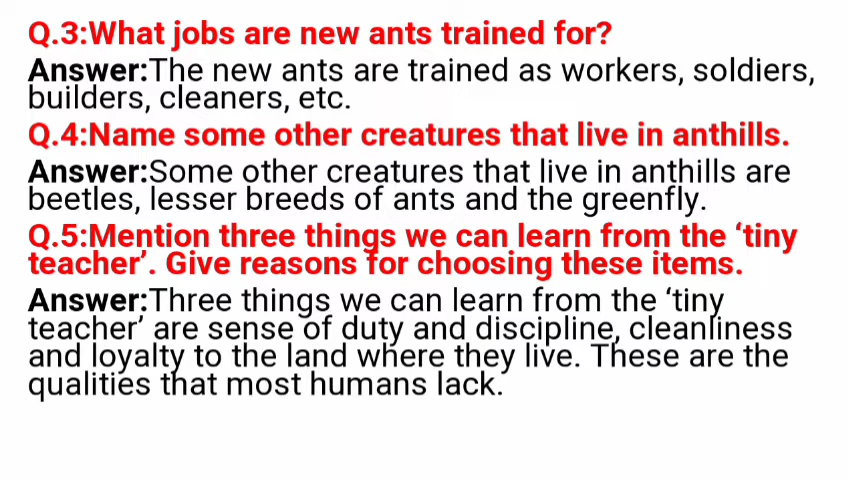 Q.3:What jobs are new ants trained for?
Answer:The new ants are trained as workers, soldiers,
builders, cleaners, etc.
Q.4:Name some other creatures that live in anthills.
Answer:Some other creatures that live in anthills are
beetles, lesser breeds of ants and the greenfly.
Q.5:Mention three things we can learn from the ‘tiny
teacher’. Give reasons for choosing these items.
Answer:Three things we can learn from the ‘tiny
teacher’ are sense of duty and discipline, cleanliness
and loyalty to the land where they live. These are the
qualities that most humans lack.